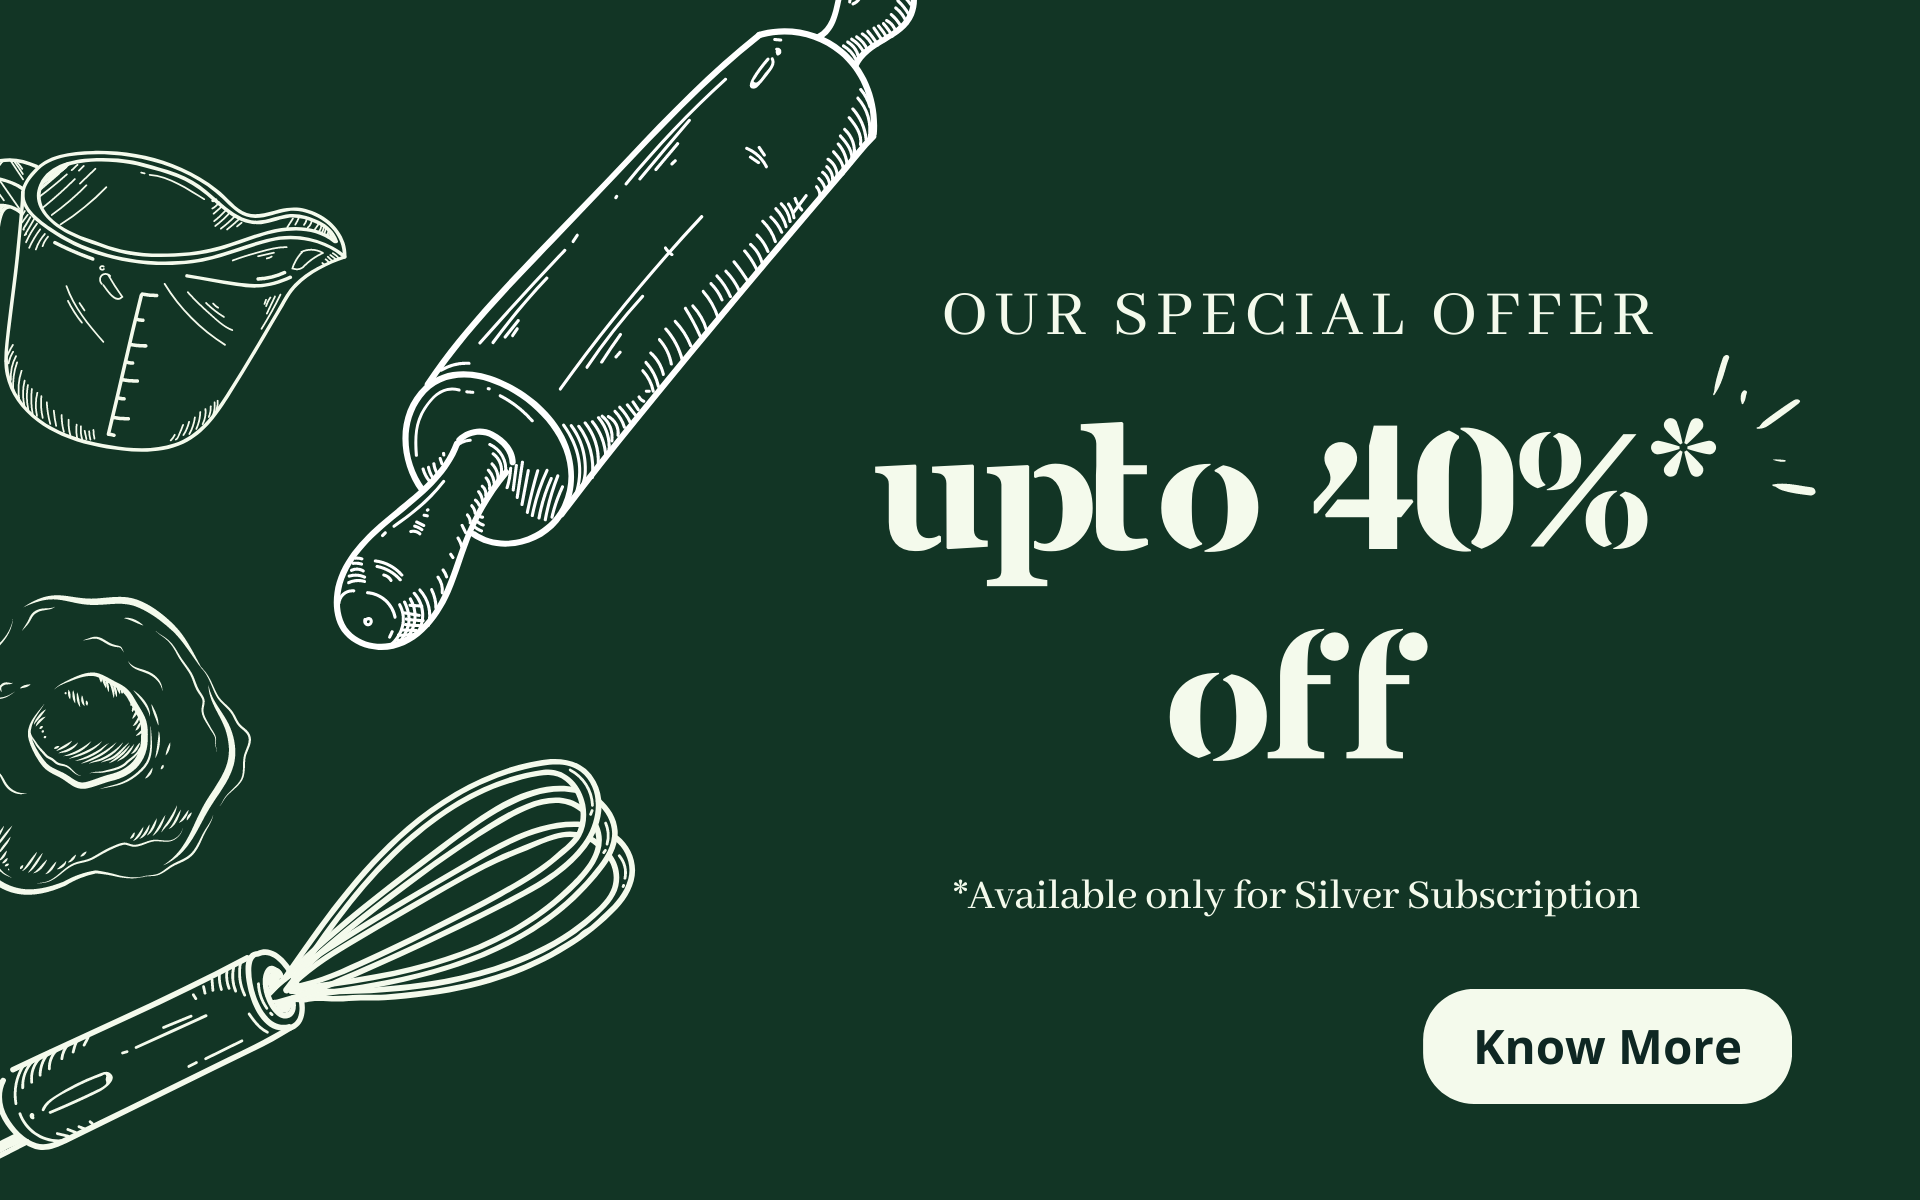 OUR SPECIAL OFFER
upto 40%*
off
*Available only for Silver Subscription
Know More